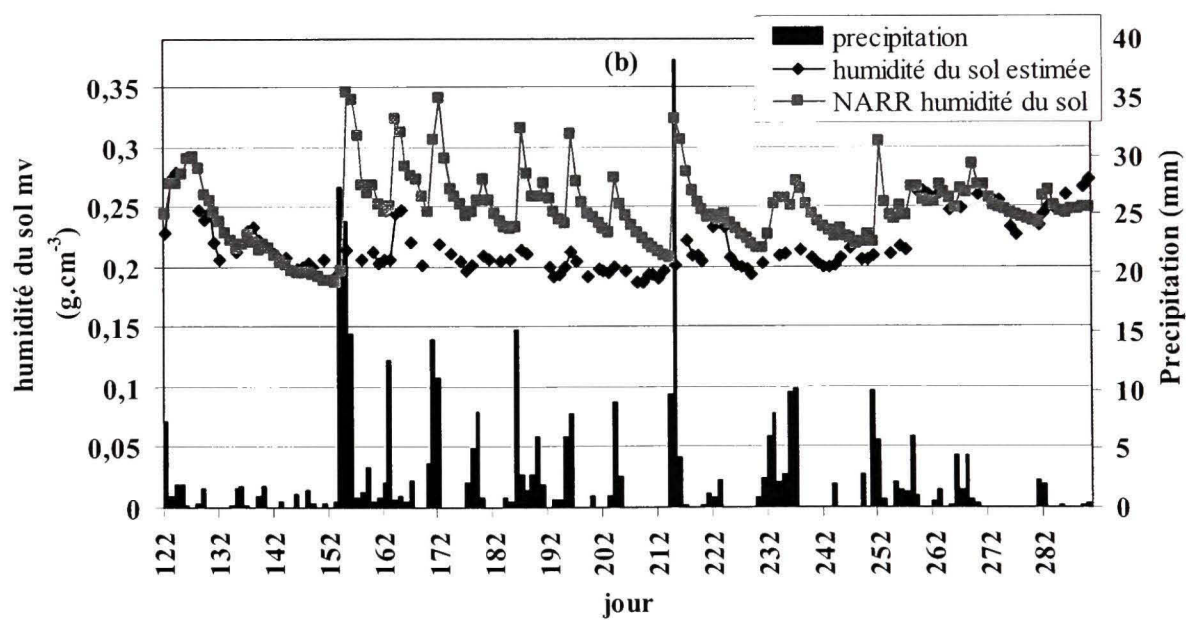 precipitation
humidité du sol estimée
NARR humidité du sol
(b)
humidité du sol mv
(g.cm-3)
0,35
0,3
0,25
0,2
0,15
0,1
0,05
0
40
35
30
25
20
15
10
5
0
Precipitation (mm)
122 132 142 152 162 172 182 192 202 212 222 232 242 252 262 272 282
jour